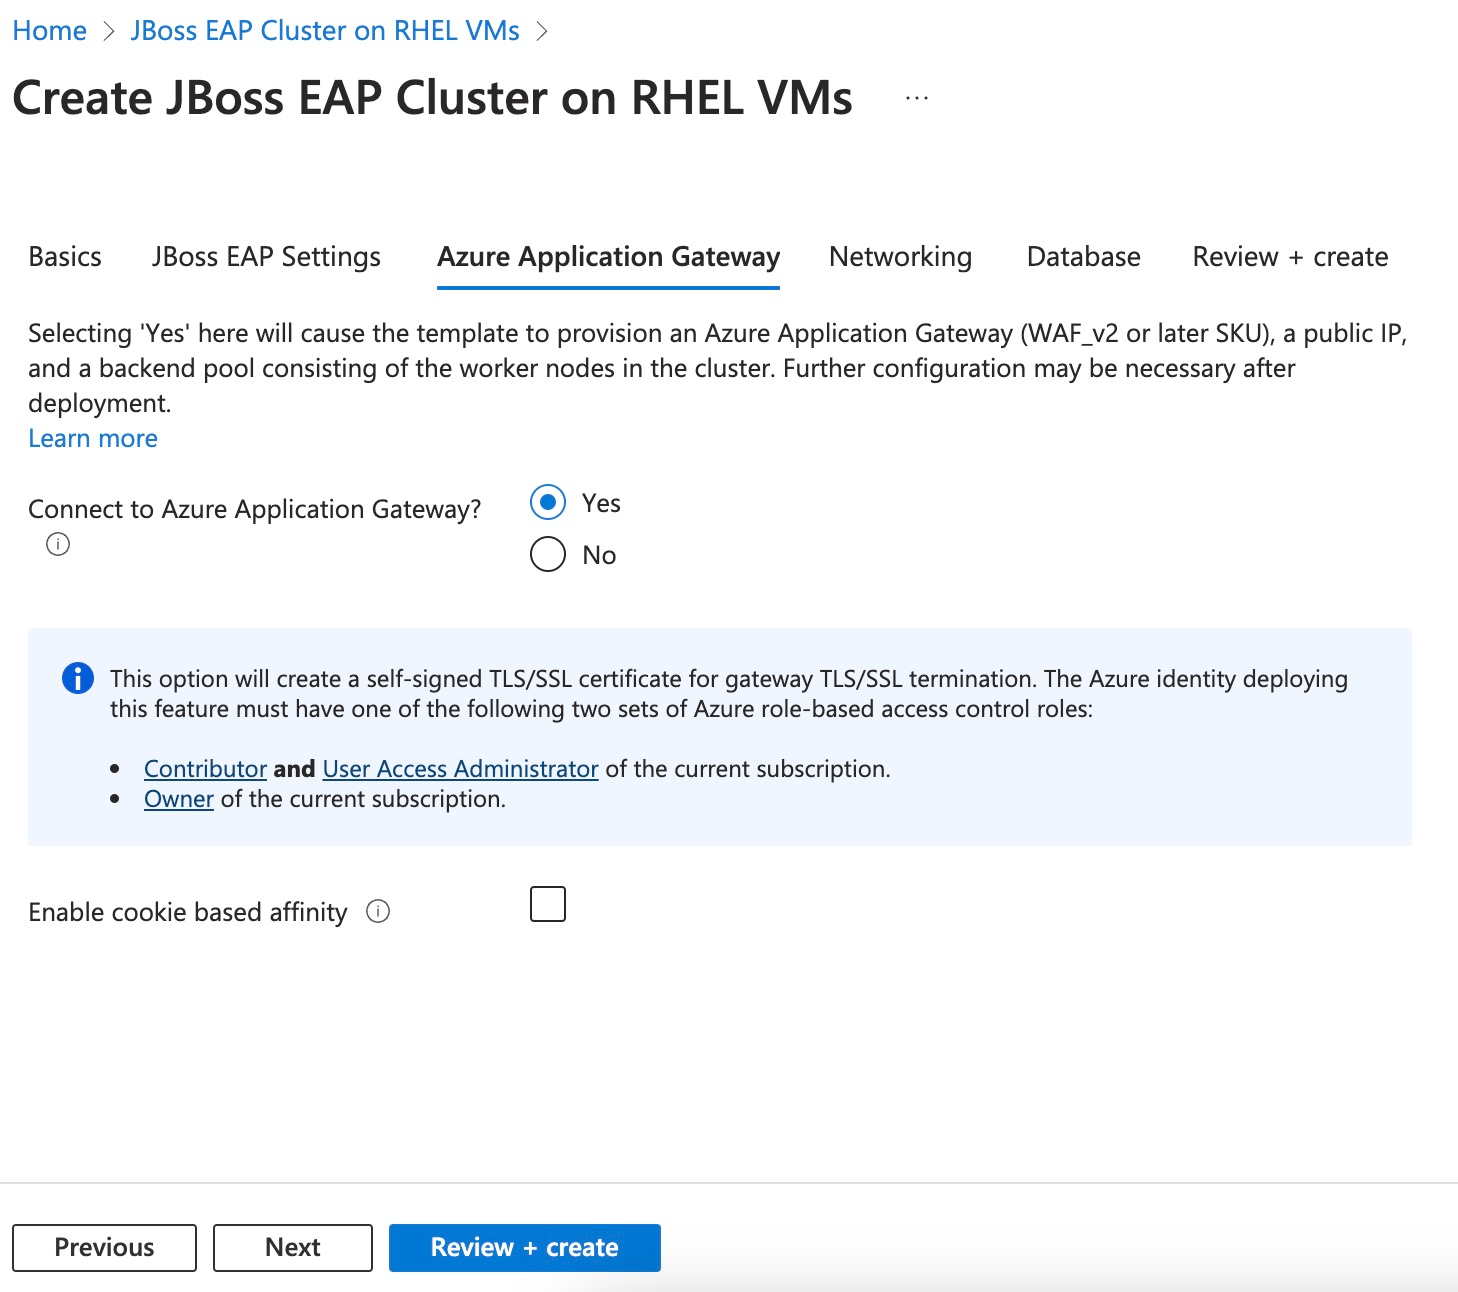 Home > JBoss EAP Cluster on RHEL VMs >
Create JBoss EAP Cluster on RHEL VMs ...
Basics JBoss EAP Settings Azure Application Gateway Networking Database Review + create
Selecting 'Yes' here will cause the template to provision an Azure Application Gateway (WAF_v2 or later SKU), a public IP,
and a backend pool consisting of the worker nodes in the cluster. Further configuration may be necessary after
deployment.
Learn more
Connect to Azure Application Gateway?
Yes
No
This option will create a self-signed TLS/SSL certificate for gateway TLS/SSL termination. The Azure identity deploying
this feature must have one of the following two sets of Azure role-based access control roles:
• Contributor and User Access Administrator of the current subscription.
• Owner of the current subscription.
Enable cookie based affinity
Previous Next Review + create